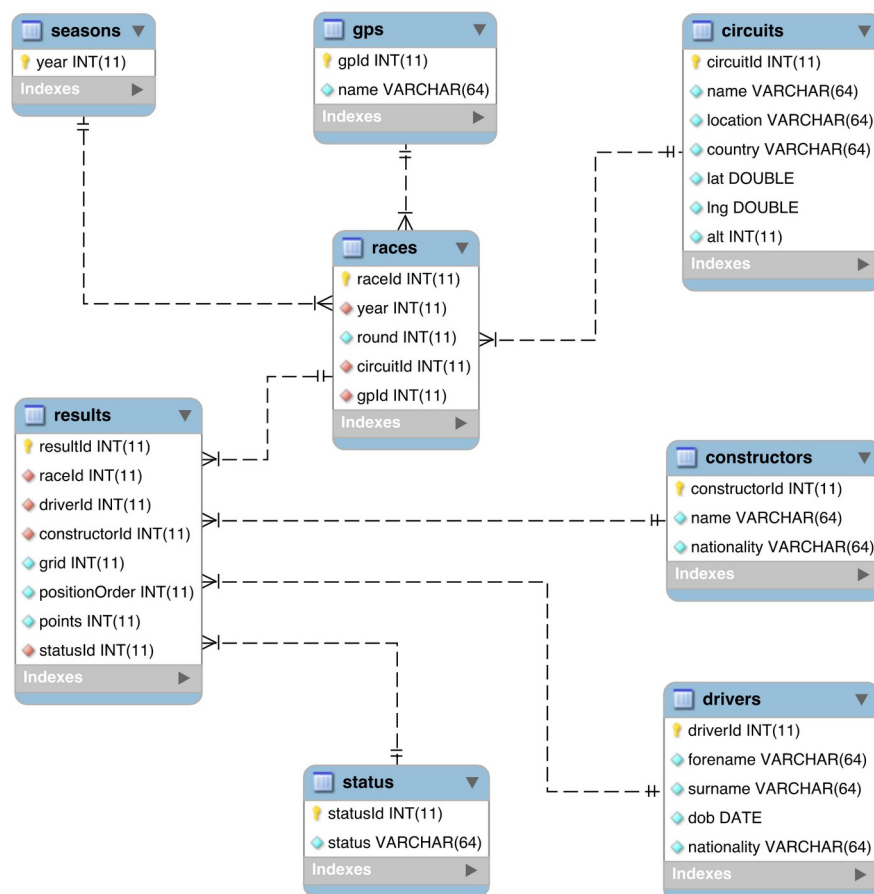 seasons
year INT(11)
Indexes
gps
gpId INT(11)
name VARCHAR(64)
Indexes
circuits
circuitId INT(11)
name VARCHAR(64)
location VARCHAR(64)
country VARCHAR(64)
lat DOUBLE
lng DOUBLE
alt INT(11)
Indexes
races
raceId INT(11)
year INT(11)
round INT(11)
circuitId INT(11)
gpId INT(11)
Indexes
results
resultId INT(11)
raceId INT(11)
driverId INT(11)
constructorId INT(11)
grid INT(11)
positionOrder INT(11)
points INT(11)
statusId INT(11)
Indexes
constructors
constructorId INT(11)
name VARCHAR(64)
nationality VARCHAR(64)
Indexes
status
statusId INT(11)
status VARCHAR(64)
Indexes
drivers
driverId INT(11)
forename VARCHAR(64)
surname VARCHAR(64)
dob DATE
nationality VARCHAR(64)
Indexes